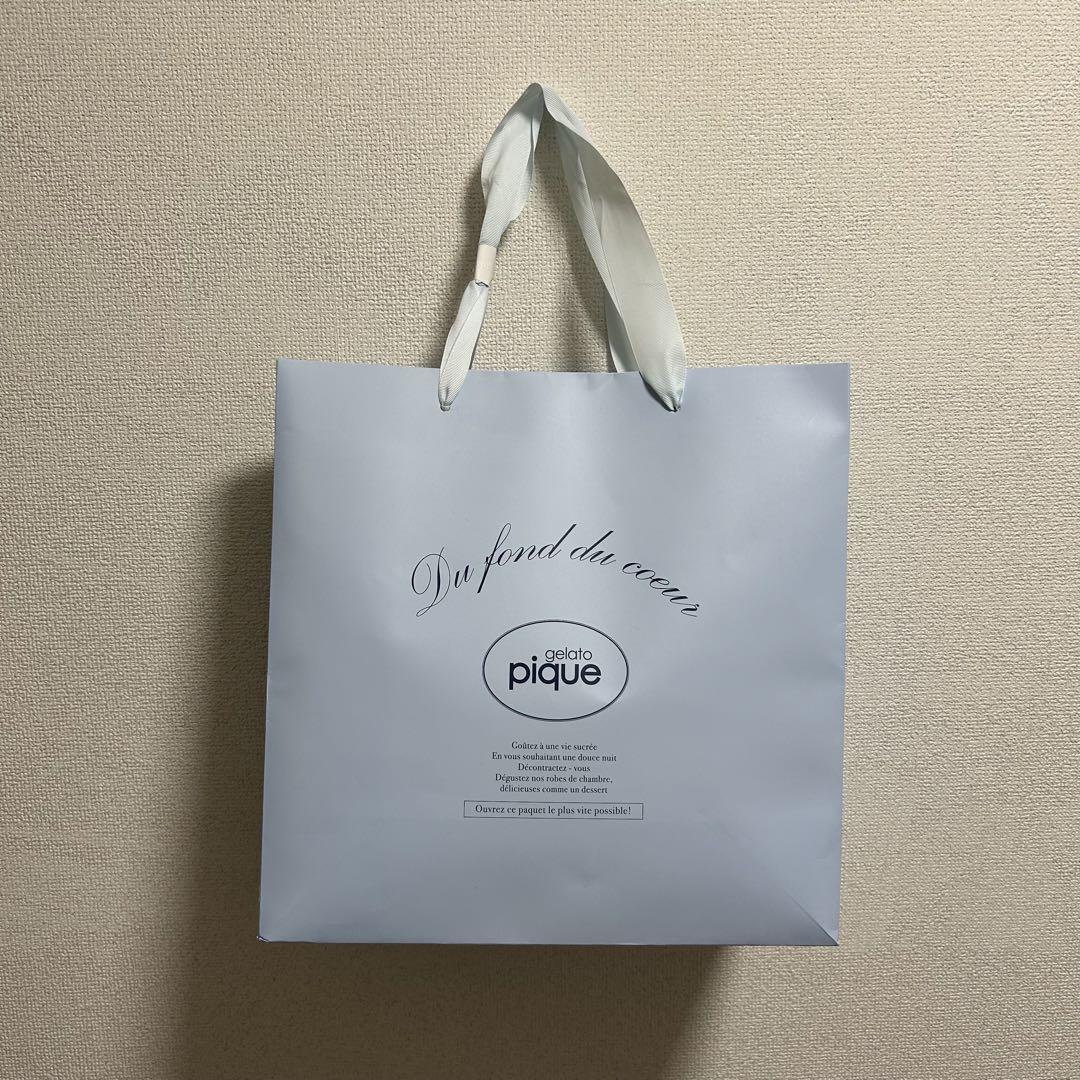 Du fond du coeur
gelato
pique
Goûtez à une vie sucrée
En vous souhaitant une douce nuit
Décontractez - vous
Dégustez nos robes de chambre,
délicieuses comme un dessert
Ouvrez ce paquet le plus vite possible!